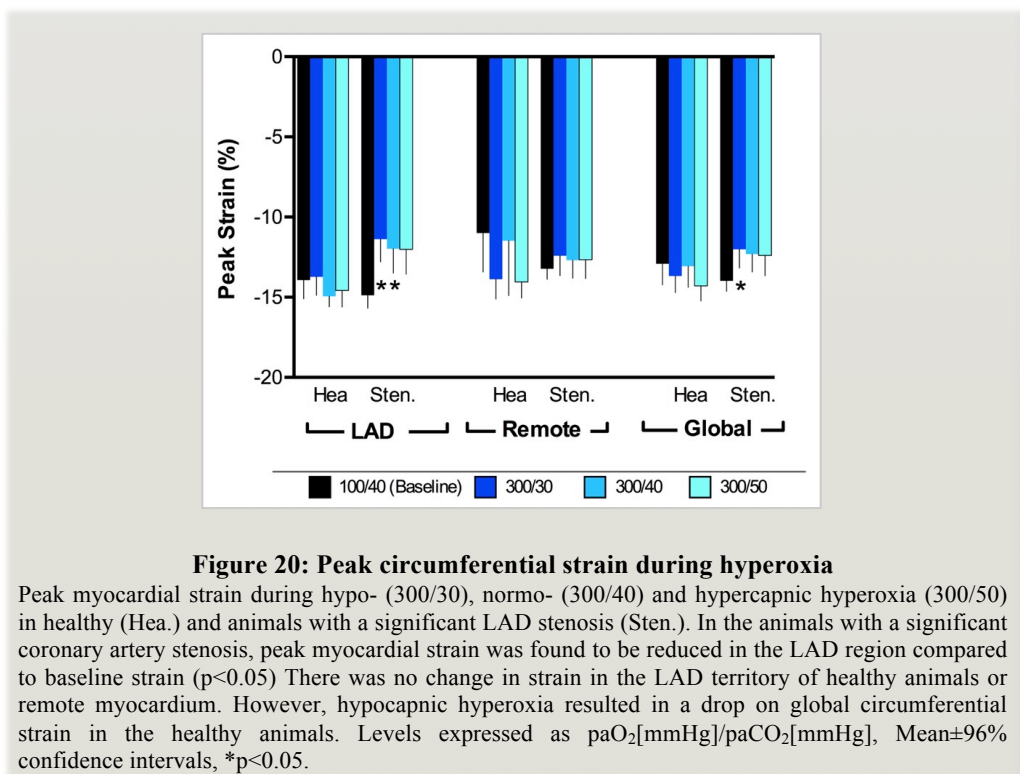 0
-5
-10
-15
-20
Peak Strain (%)
**
*
Hea Sten. Hea Sten. Hea Sten.
LAD Remote Global
100/40 (Baseline) 300/30 300/40 300/50
Figure 20: Peak circumferential strain during hyperoxia
Peak myocardial strain during hypo- (300/30), normo- (300/40) and hypercapnic hyperoxia (300/50)
in healthy (Hea.) and animals with a significant LAD stenosis (Sten.). In the animals with a significant
coronary artery stenosis, peak myocardial strain was found to be reduced in the LAD region compared
to baseline strain (p<0.05) There was no change in strain in the LAD territory of healthy animals or
remote myocardium. However, hypocapnic hyperoxia resulted in a drop on global circumferential
strain in the healthy animals. Levels expressed as paO₂[mmHg]/paCO₂[mmHg], Mean±96%
confidence intervals, *p<0.05.